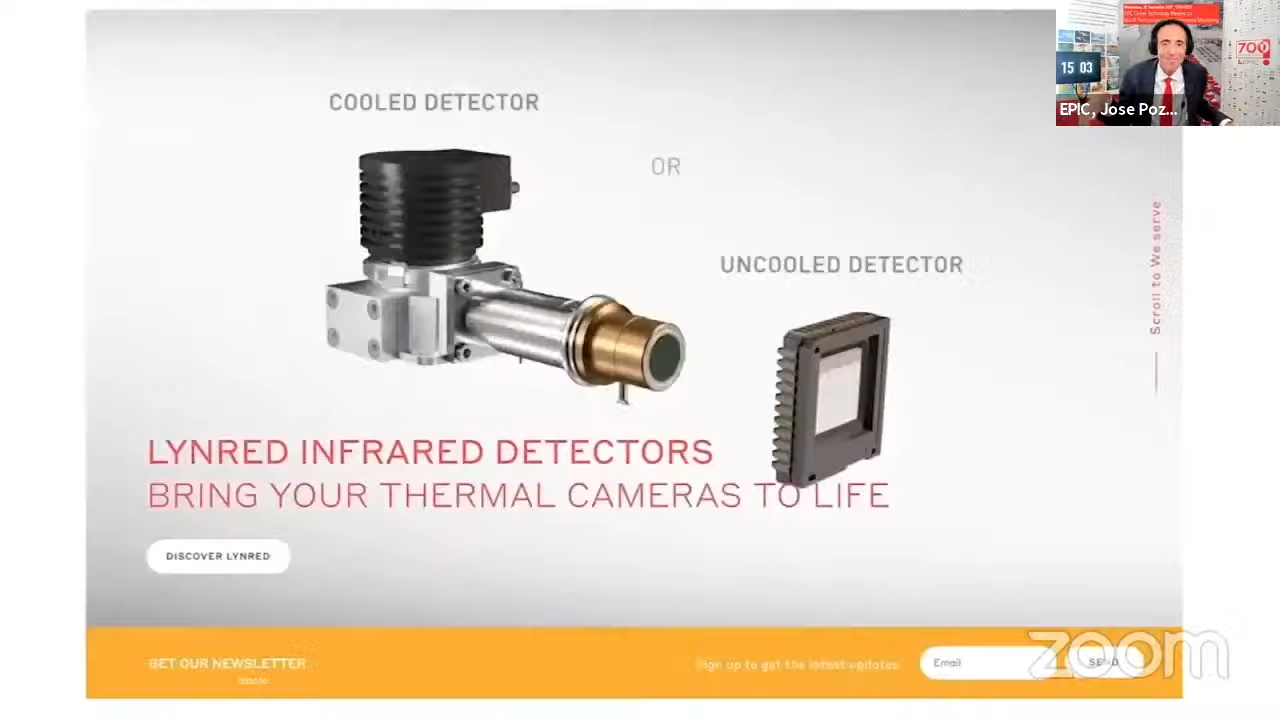 COOLED DETECTOR
OR
UNCOOLED DETECTOR
LYNRED INFRARED DETECTORS
BRING YOUR THERMAL CAMERAS TO LIFE
DISCOVER LYNRED
Scroll to We serve
GET OUR NEWSLETTER
Sign up to get the latest updates
Email
SEND
zoom
15 03
700
EPIC, Jose Poz...